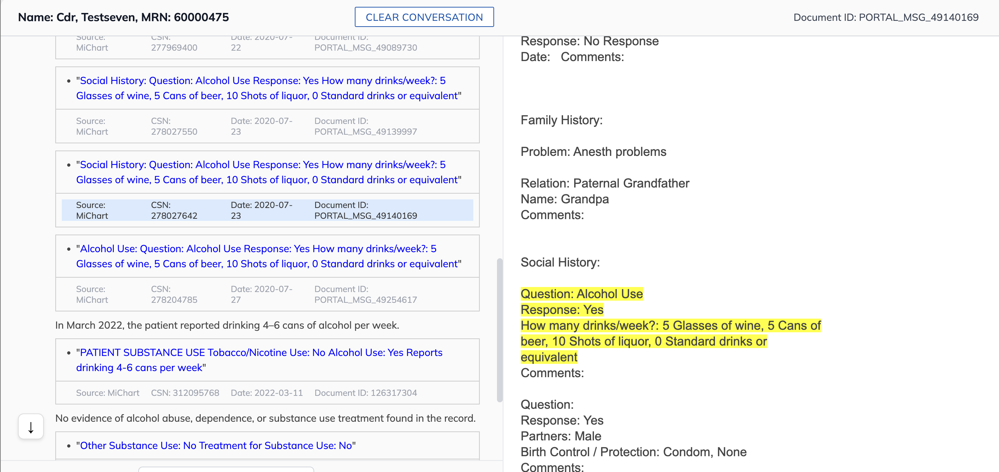 Name: Cdr, Testseven, MRN: 60000475
CLEAR CONVERSATION
Document ID: PORTAL_MSG_49140169
Source: CSN: Date: 2020-07- Document ID:
MiChart 277969400 22 PORTAL_MSG_49089730
• "Social History: Question: Alcohol Use Response: Yes How many drinks/week?: 5
Glasses of wine, 5 Cans of beer, 10 Shots of liquor, 0 Standard drinks or equivalent"
Source: CSN: Date: 2020-07- Document ID:
MiChart 278027550 23 PORTAL_MSG_49139997
• "Social History: Question: Alcohol Use Response: Yes How many drinks/week?: 5
Glasses of wine, 5 Cans of beer, 10 Shots of liquor, 0 Standard drinks or equivalent"
Source: CSN: Date: 2020-07- Document ID:
MiChart 278027642 23 PORTAL_MSG_49140169
• "Alcohol Use: Question: Alcohol Use Response: Yes How many drinks/week?: 5
Glasses of wine, 5 Cans of beer, 10 Shots of liquor, 0 Standard drinks or equivalent"
Source: CSN: Date: 2020-07- Document ID:
MiChart 278204785 27 PORTAL_MSG_49254617
In March 2022, the patient reported drinking 4–6 cans of alcohol per week.
• "PATIENT SUBSTANCE USE Tobacco/Nicotine Use: No Alcohol Use: Yes Reports
drinking 4-6 cans per week"
Source: MiChart CSN: 312095768 Date: 2022-03-11 Document ID: 126317304
No evidence of alcohol abuse, dependence, or substance use treatment found in the record.
• "Other Substance Use: No Treatment for Substance Use: No"
Response: No Response
Date: Comments:
Family History:
Problem: Anesth problems
Relation: Paternal Grandfather
Name: Grandpa
Comments:
Social History:
Question: Alcohol Use
Response: Yes
How many drinks/week?: 5 Glasses of wine, 5 Cans of
beer, 10 Shots of liquor, 0 Standard drinks or
equivalent
Comments:
Question:
Response: Yes
Partners: Male
Birth Control / Protection: Condom, None
Comments: